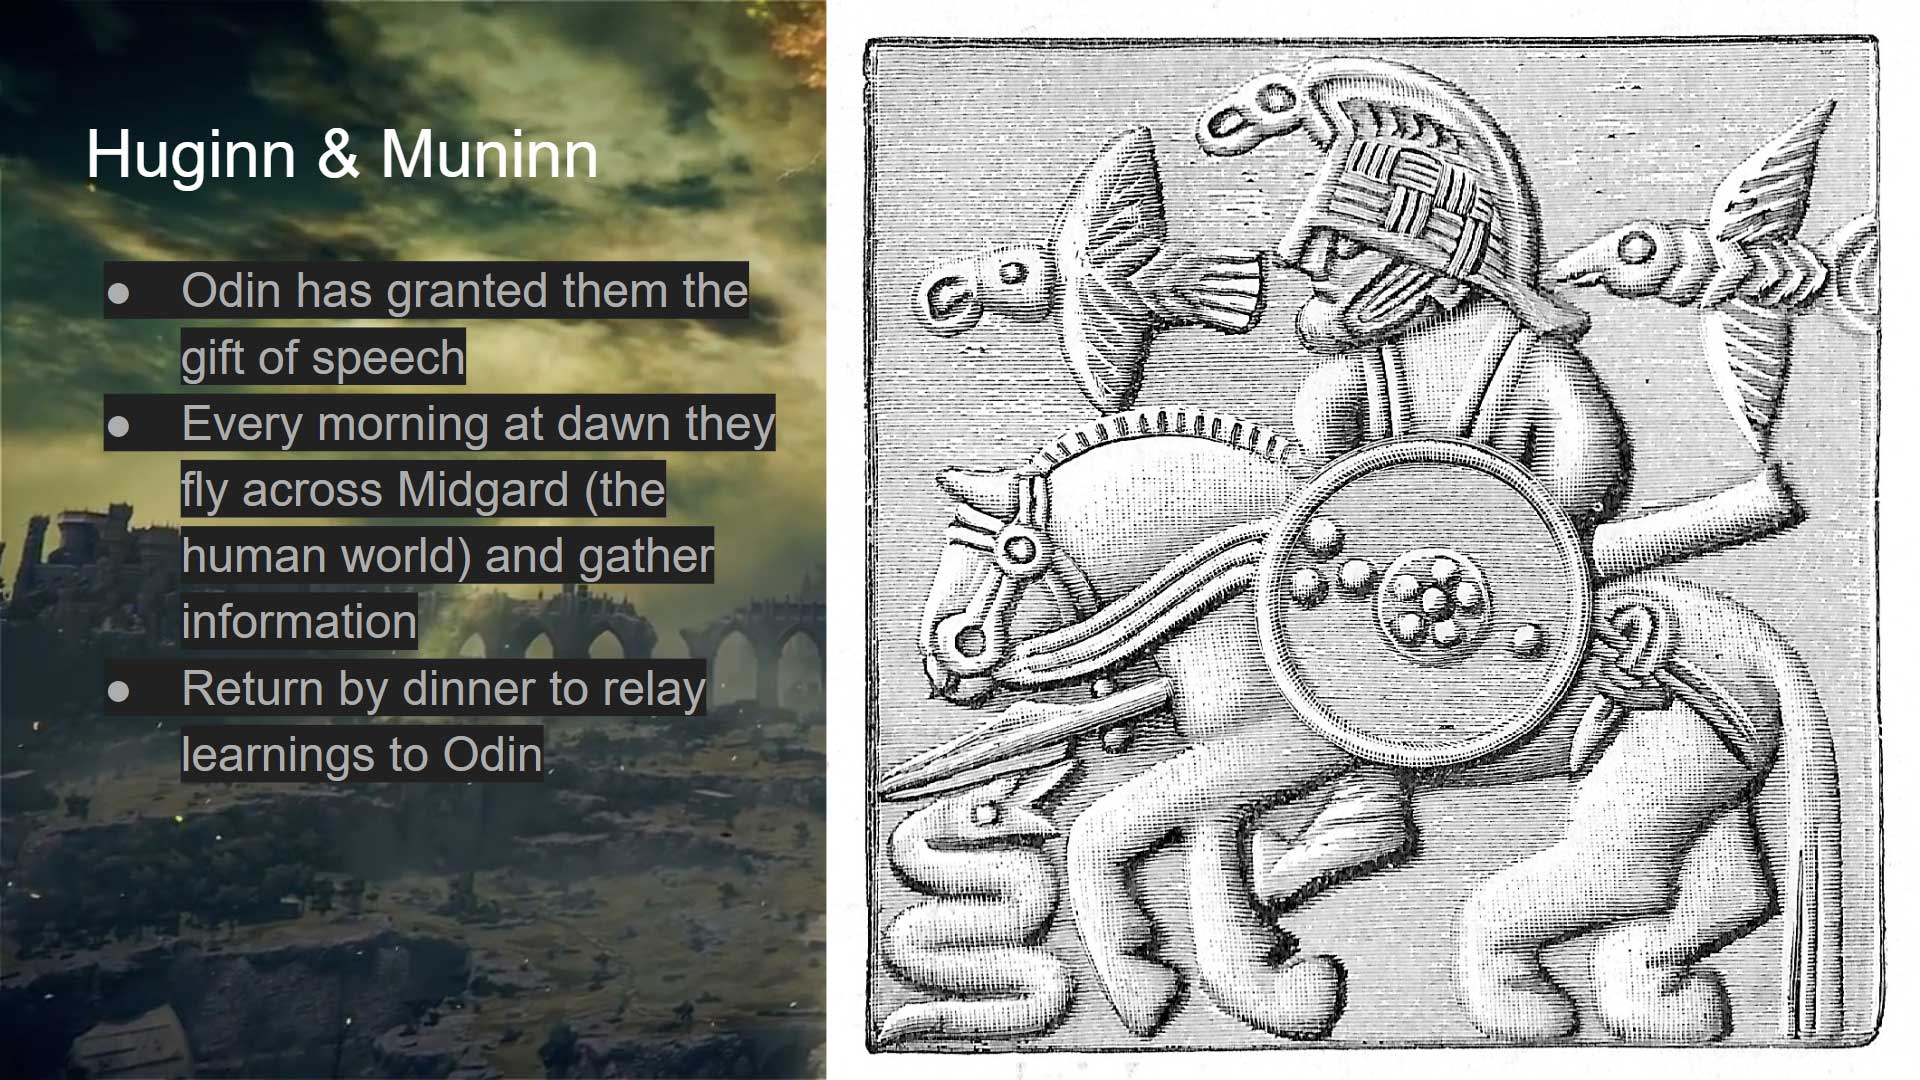 Huginn & Muninn
● Odin has granted them the
gift of speech
● Every morning at dawn they
fly across Midgard (the
human world) and gather
information
● Return by dinner to relay
learnings to Odin